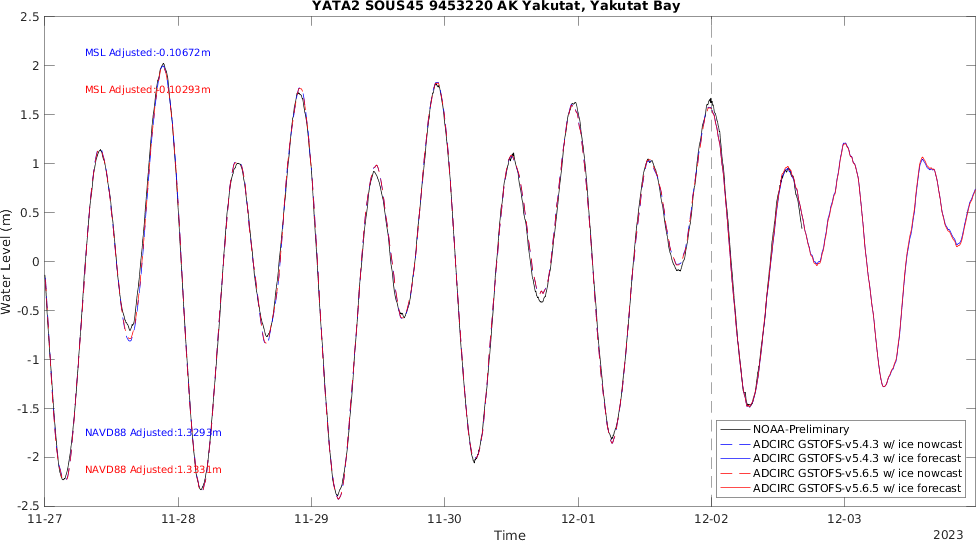 YATA2 SOUS45 9453220 AK Yakutat, Yakutat Bay
2.5
2
1.5
1
0.5
0
-0.5
-1
-1.5
-2
-2.5
Water Level (m)
MSL Adjusted:-0.10672m
MSL Adjusted:-0.10293m
NAVD88 Adjusted:1.3293m
NAVD88 Adjusted:1.3331m
NOAA-Preliminary
ADCIRC GSTOFS-v5.4.3 w/ ice nowcast
ADCIRC GSTOFS-v5.4.3 w/ ice forecast
ADCIRC GSTOFS-v5.6.5 w/ ice nowcast
ADCIRC GSTOFS-v5.6.5 w/ ice forecast
11-27 11-28 11-29 11-30 12-01 12-02 12-03
Time
2023